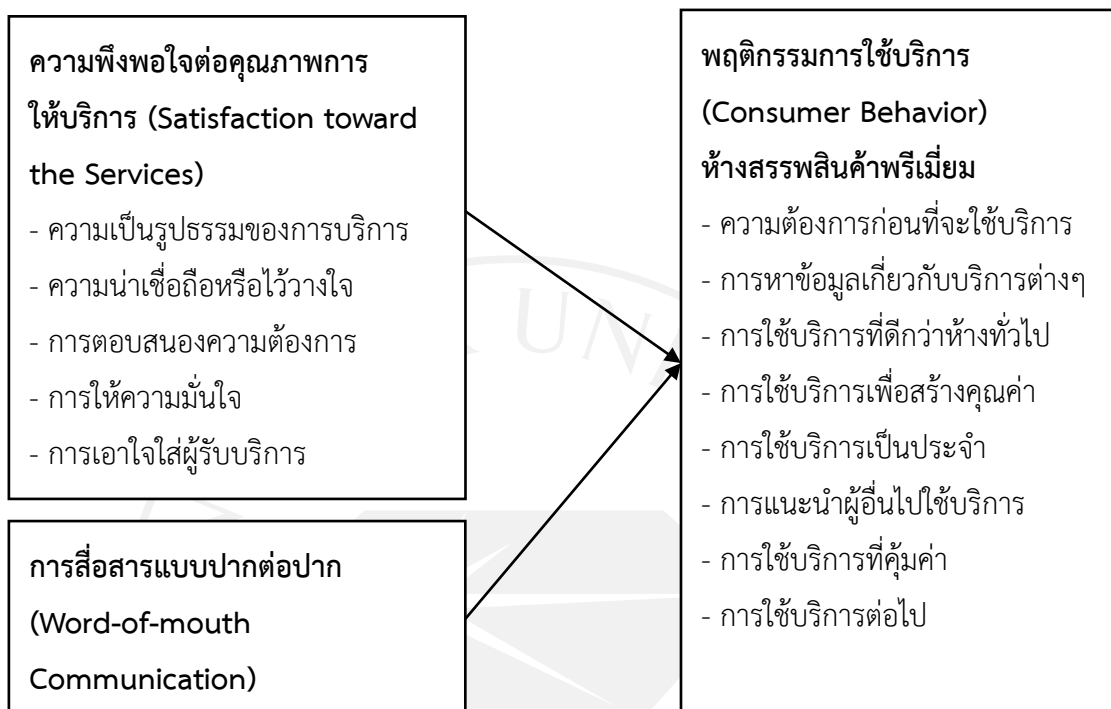 ความพึงพอใจต่อคุณภาพการ
ให้บริการ (Satisfaction toward
the Services)
- ความเป็นรูปธรรมของการบริการ
- ความน่าเชื่อถือหรือไว้วางใจ
- การตอบสนองความต้องการ
- การให้ความมั่นใจ
- การเอาใจใส่ผู้รับบริการ
การสื่อสารแบบปากต่อปาก
(Word-of-mouth
Communication)
พฤติกรรมการใช้บริการ
(Consumer Behavior)
ห้างสรรพสินค้าพรีเมี่ยม
- ความต้องการก่อนที่จะใช้บริการ
- การหาข้อมูลเกี่ยวกับบริการต่างๆ
- การใช้บริการที่ดีกว่าห้างทั่วไป
- การใช้บริการเพื่อสร้างคุณค่า
- การใช้บริการเป็นประจำ
- การแนะนำผู้อื่นไปใช้บริการ
- การใช้บริการที่คุ้มค่า
- การใช้บริการต่อไป